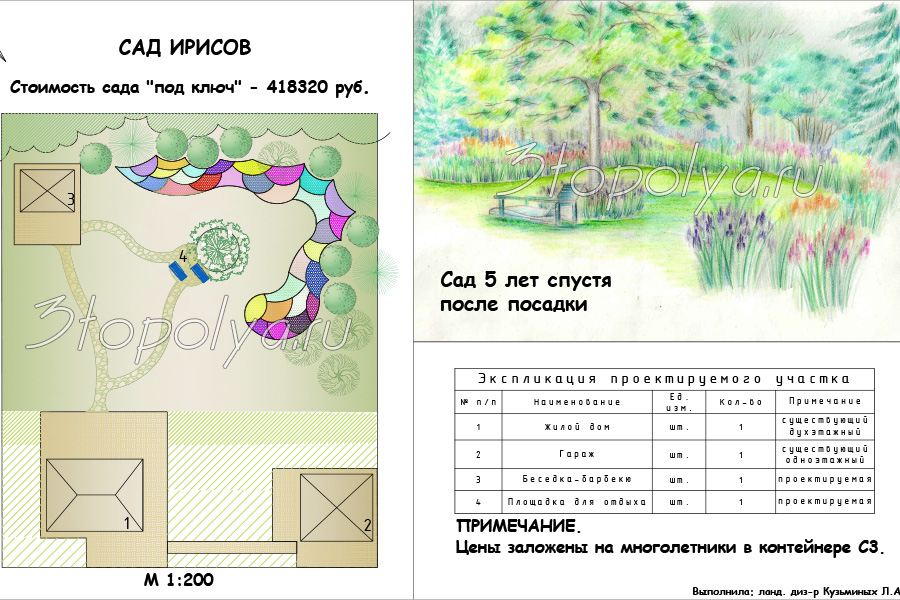 САД ИРИСОВ
Стоимость сада "под ключ" - 418320 руб.
3
4
3topolya.ru
1
2
М 1:200
3topolya.ru
Сад 5 лет спустя
после посадки
Экспликация проектируемого участка
№ п/п Наименование Ед. изм. Кол-во Примечание
1 Жилой дом шт. 1 существующий двухэтажный
2 Гараж шт. 1 существующий одноэтажный
3 Беседка-барбекю шт. 1 проектируемая
4 Площадка для отдыха шт. 1 проектируемая
ПРИМЕЧАНИЕ.
Цены заложены на многолетники в контейнере С3.
Выполнила: ланд. диз-р Кузьминых Л.А